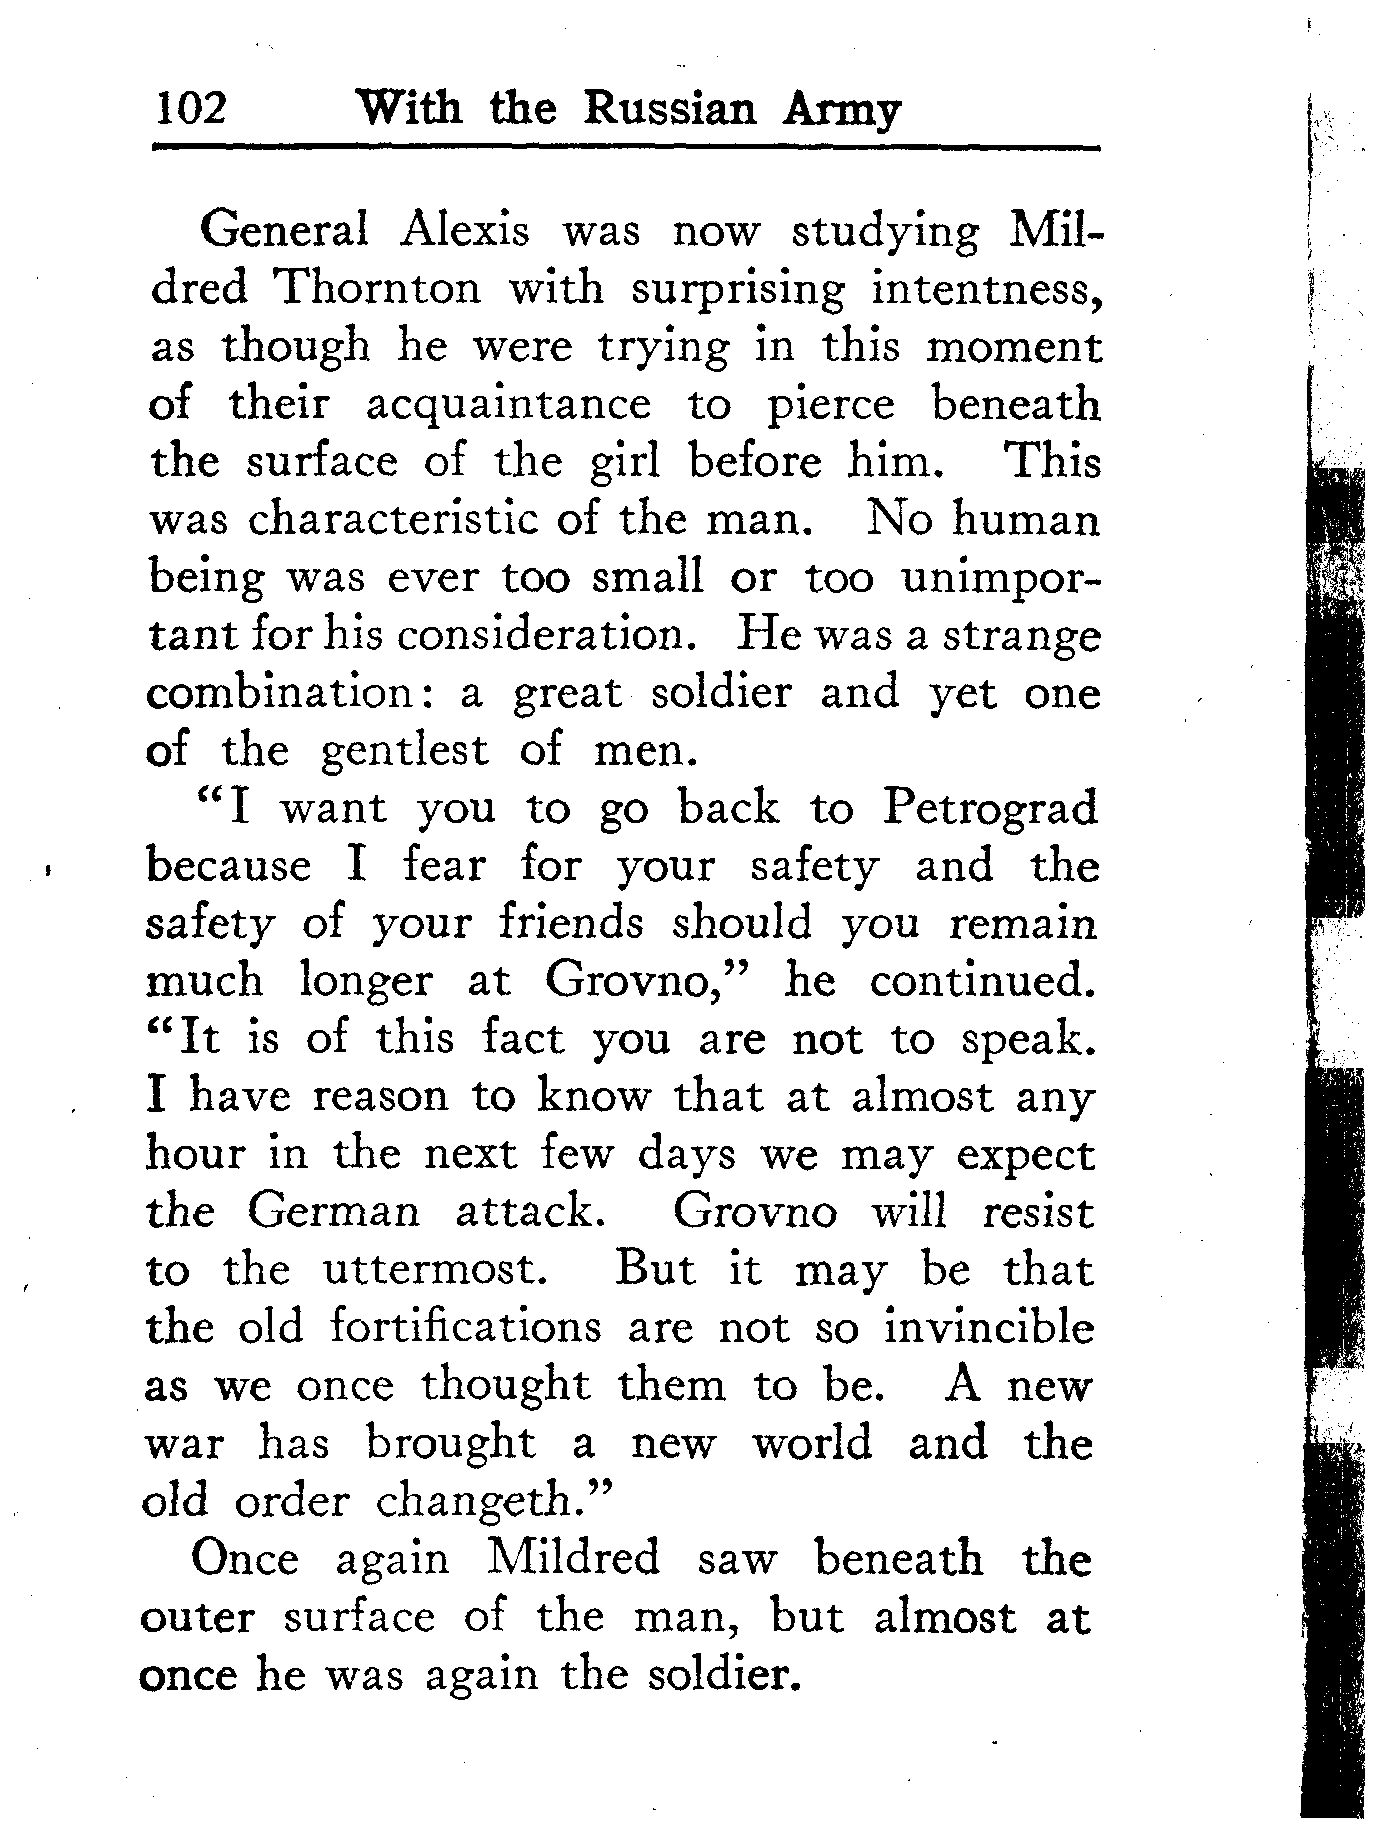 102 With the Russian Army
General Alexis was now studying Mil-
dred Thornton with surprising intentness,
as though he were trying in this moment
of their acquaintance to pierce beneath
the surface of the girl before him. This
was characteristic of the man. No human
being was ever too small or too unimpor-
tant for his consideration. He was a strange
combination: a great soldier and yet one
of the gentlest of men.
“I want you to go back to Petrograd
because I fear for your safety and the
safety of your friends should you remain
much longer at Grovno,” he continued.
“It is of this fact you are not to speak.
I have reason to know that at almost any
hour in the next few days we may expect
the German attack. Grovno will resist
to the uttermost. But it may be that
the old fortifications are not so invincible
as we once thought them to be. A new
war has brought a new world and the
old order changeth.”
Once again Mildred saw beneath the
outer surface of the man, but almost at
once he was again the soldier.